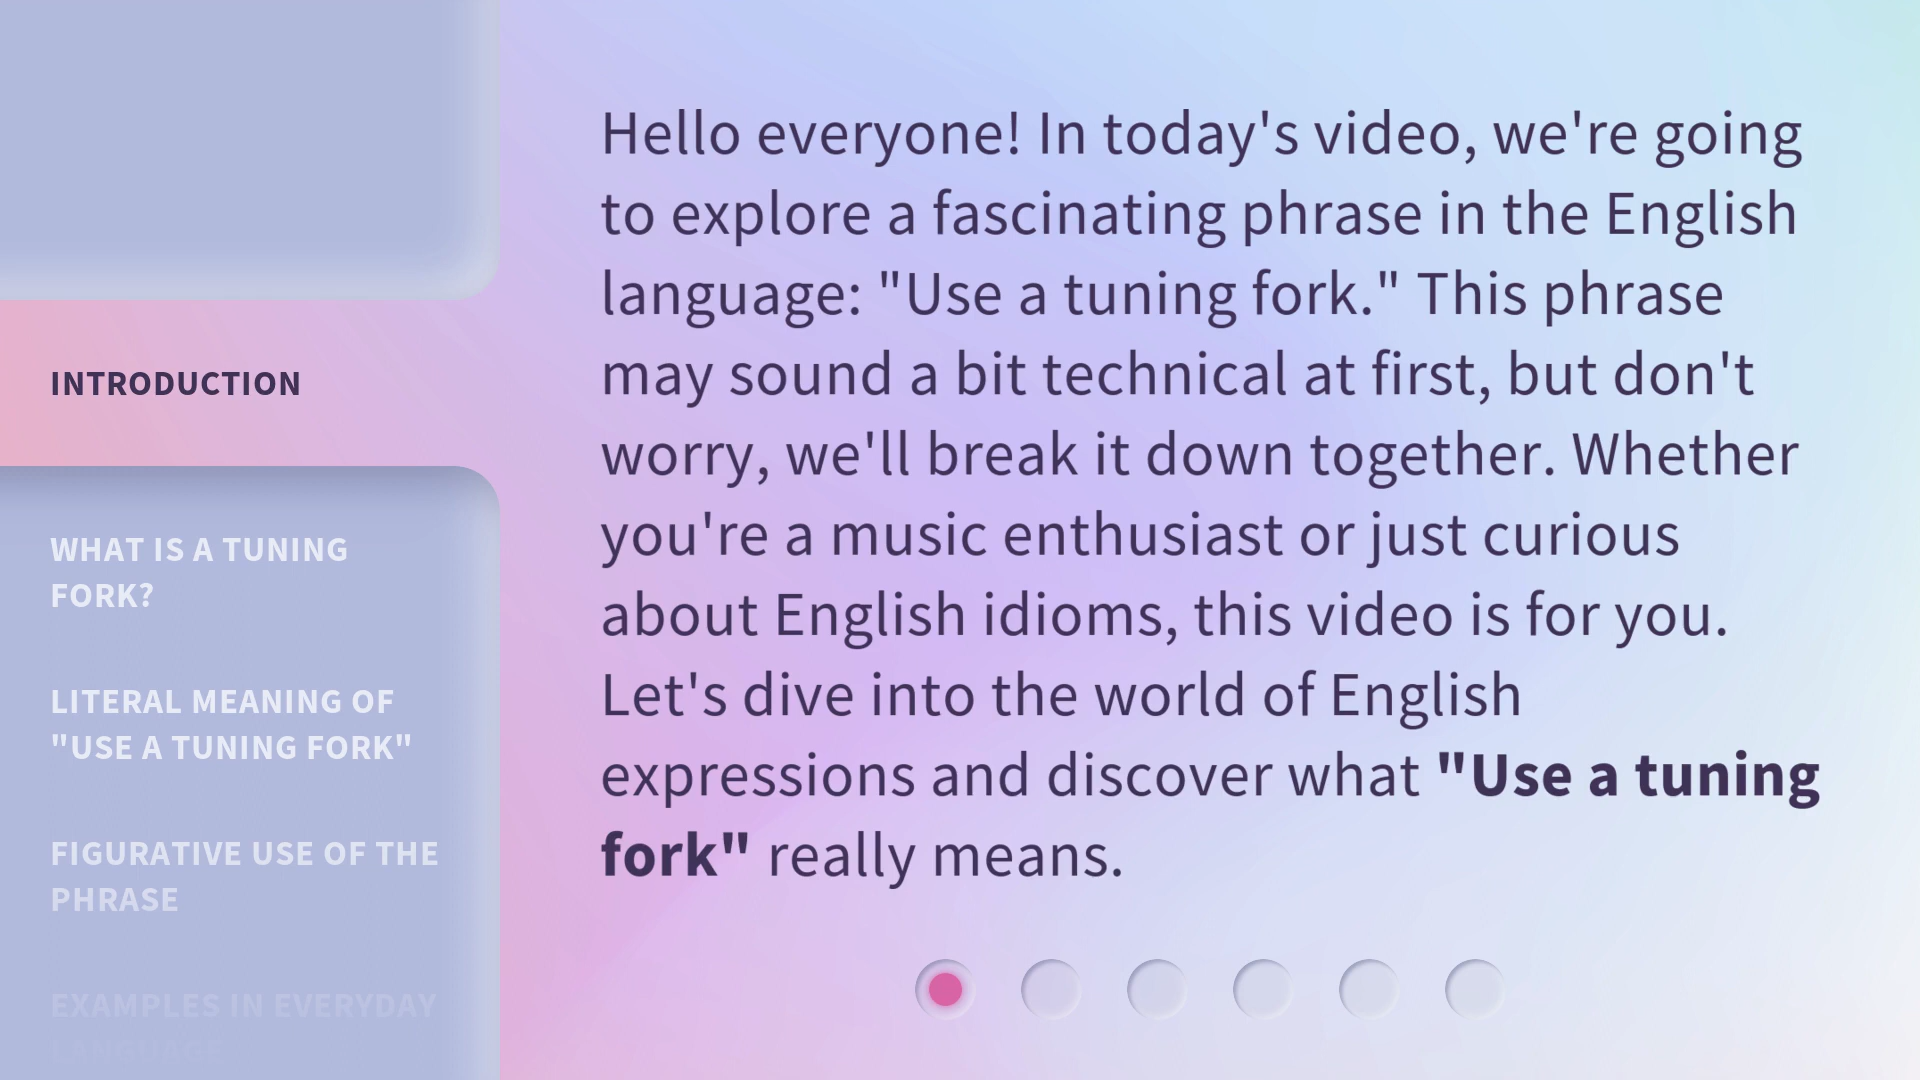 INTRODUCTION
WHAT IS A TUNING
FORK?
LITERAL MEANING OF
"USE A TUNING FORK"
FIGURATIVE USE OF THE
PHRASE
EXAMPLES IN EVERYDAY
LANGUAGE
Hello everyone! In today's video, we're going
to explore a fascinating phrase in the English
language: "Use a tuning fork." This phrase
may sound a bit technical at first, but don't
worry, we'll break it down together. Whether
you're a music enthusiast or just curious
about English idioms, this video is for you.
Let's dive into the world of English
expressions and discover what "Use a tuning
fork" really means.